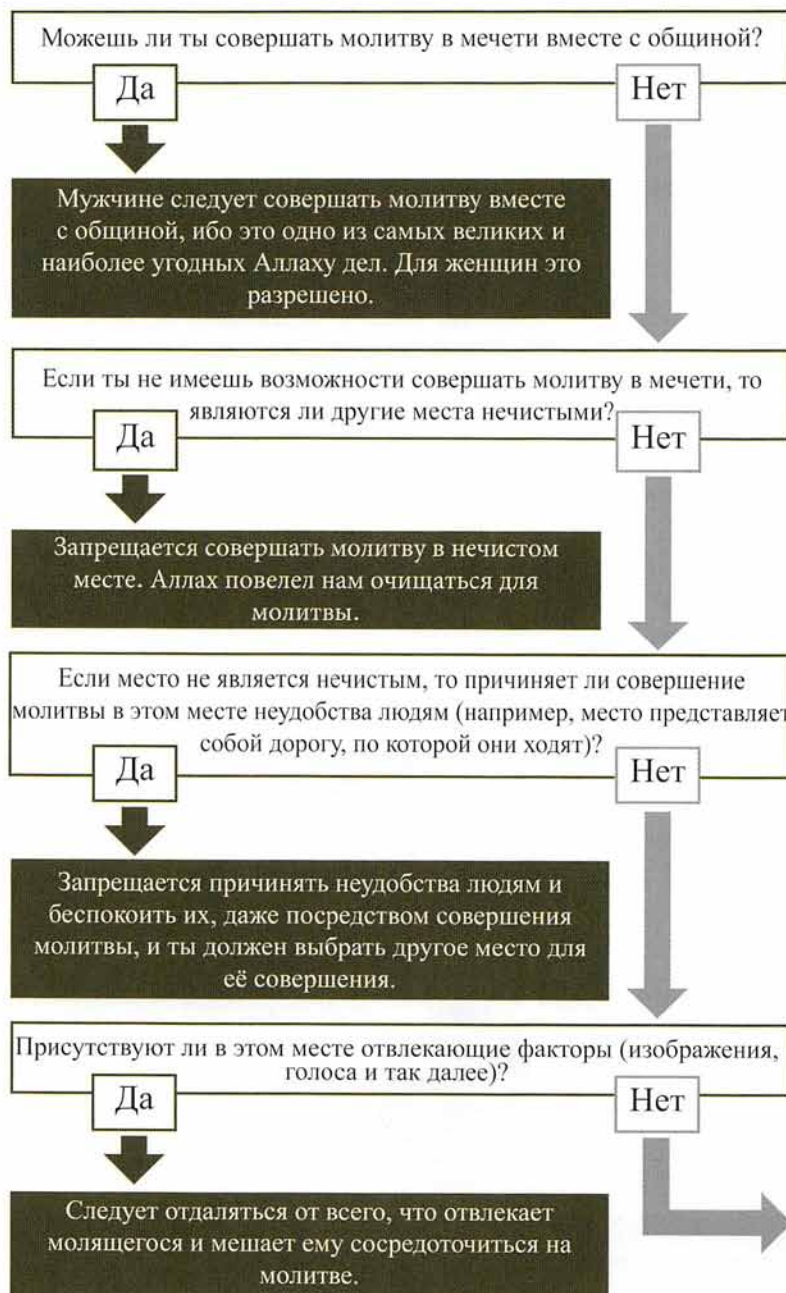 Можешь ли ты совершать молитву в мечети вместе с общиной?
Да
Нет
Мужчине следует совершать молитву вместе
с общиной, ибо это одно из самых великих и
наиболее угодных Аллаху дел. Для женщин это
разрешено.
Если ты не имеешь возможности совершать молитву в мечети, то
являются ли другие места нечистыми?
Да
Нет
Запрещается совершать молитву в нечистом
месте. Аллах повелел нам очищаться для
молитвы.
Если место не является нечистым, то причиняет ли совершение
молитвы в этом месте неудобства людям (например, место представляет
собой дорогу, по которой они ходят)?
Да
Нет
Запрещается причинять неудобства людям и
беспокоить их, даже посредством совершения
молитвы, и ты должен выбрать другое место для
её совершения.
Присутствуют ли в этом месте отвлекающие факторы (изображения,
голоса и так далее)?
Да
Нет
Следует отдаляться от всего, что отвлекает
молящегося и мешает ему сосредоточиться на
молитве.